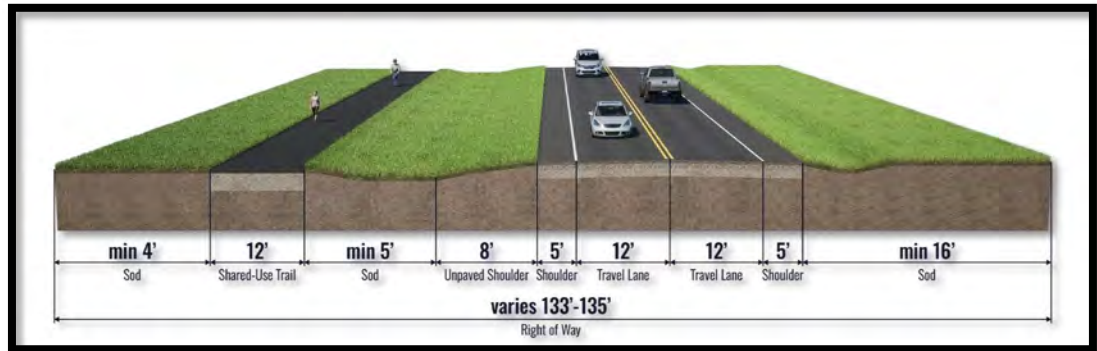 min 4' 12' min 5' 8' 5' 12' 12' 5' min 16'
Sod Shared-Use Trail Sod Unpaved Shoulder Shoulder Travel Lane Travel Lane Shoulder Sod
varies 133'-135'
Right of Way